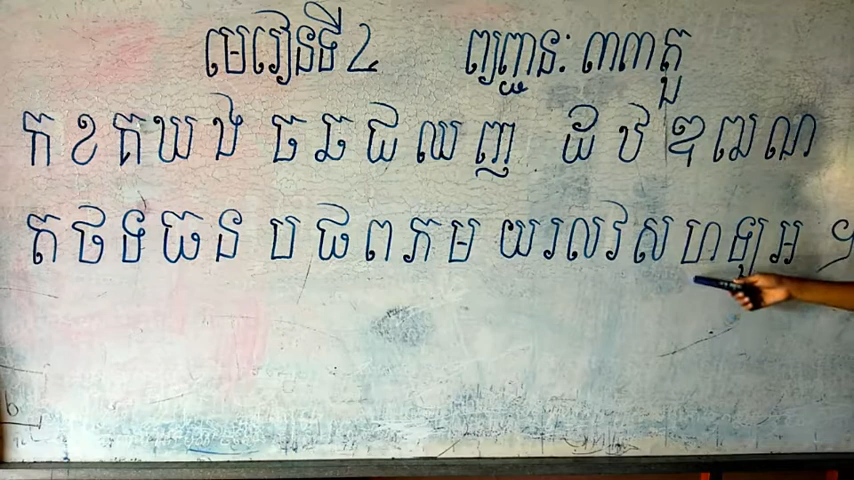 មេរៀនទី ៤ ព្យញ្ជនៈ ៣៣តួ
ក ខ គ ឃ ង ច ឆ ជ ឈ ញ ដ ឋ ឌ ឍ ណ
ត ថ ទ ធ ន ប ផ ព ភ ម យ រ ល វ ស ហ ឡ អ ។